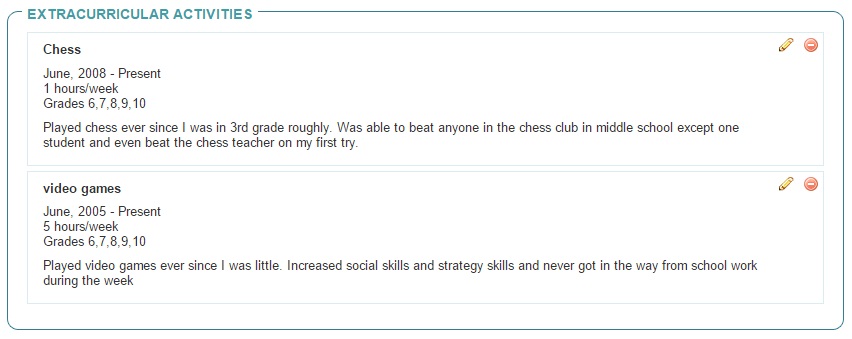 EXTRACURRICULAR ACTIVITIES
Chess
June, 2008 - Present
1 hours/week
Grades 6,7,8,9,10
Played chess ever since I was in 3rd grade roughly. Was able to beat anyone in the chess club in middle school except one
student and even beat the chess teacher on my first try.
video games
June, 2005 - Present
5 hours/week
Grades 6,7,8,9,10
Played video games ever since I was little. Increased social skills and strategy skills and never got in the way from school work
during the week